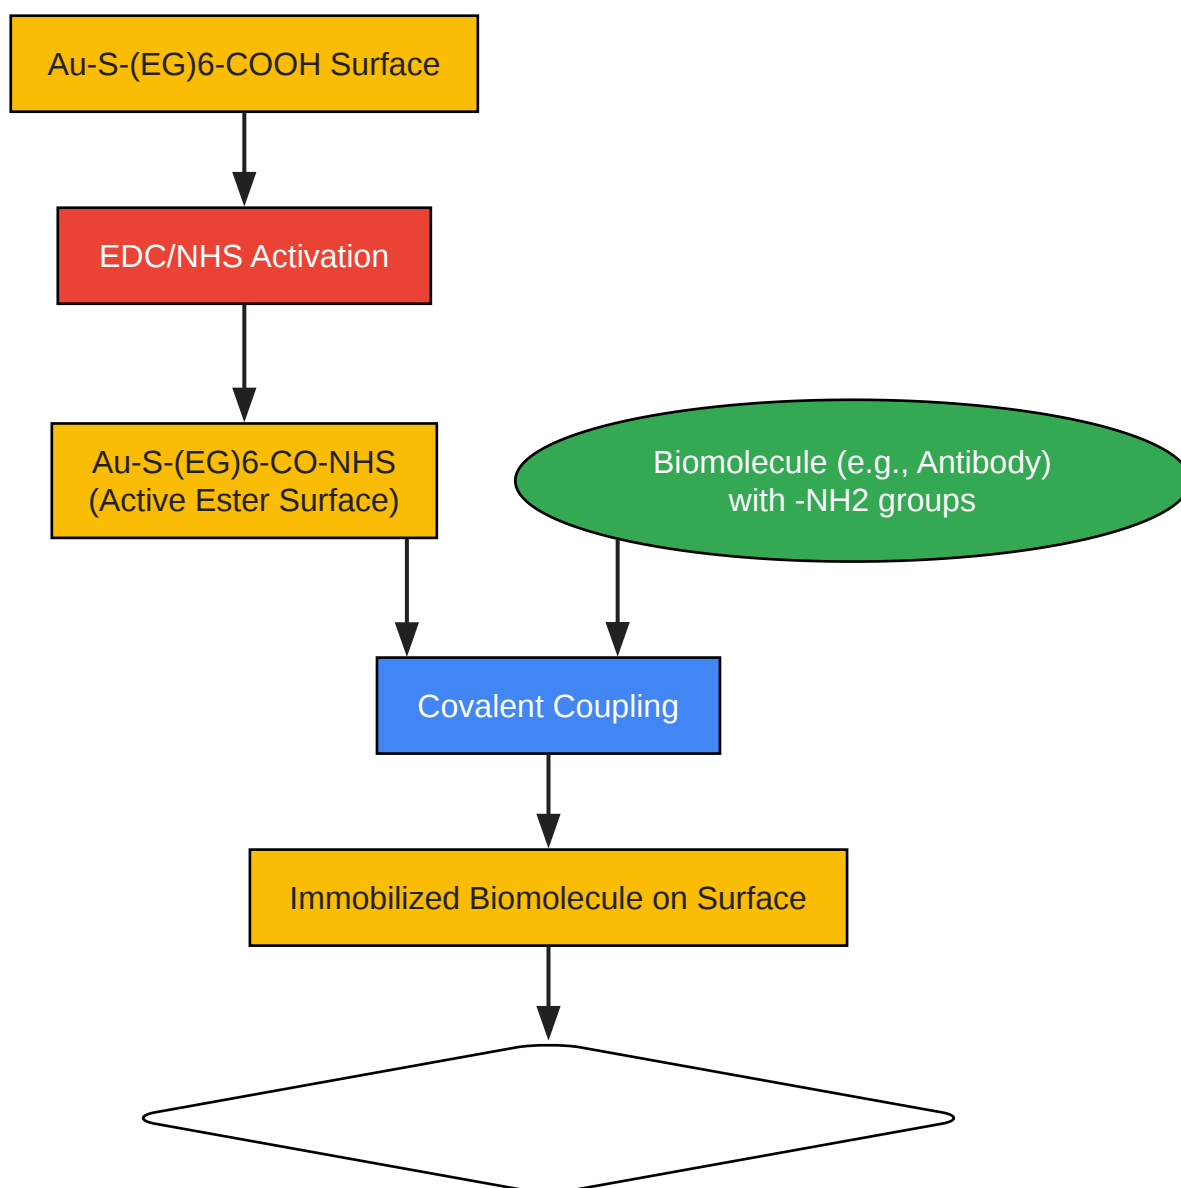 Au-S-(EG)6-COOH Surface
EDC/NHS Activation
Au-S-(EG)6-CO-NHS
(Active Ester Surface)
Biomolecule (e.g., Antibody)
with -NH2 groups
Covalent Coupling
Immobilized Biomolecule on Surface